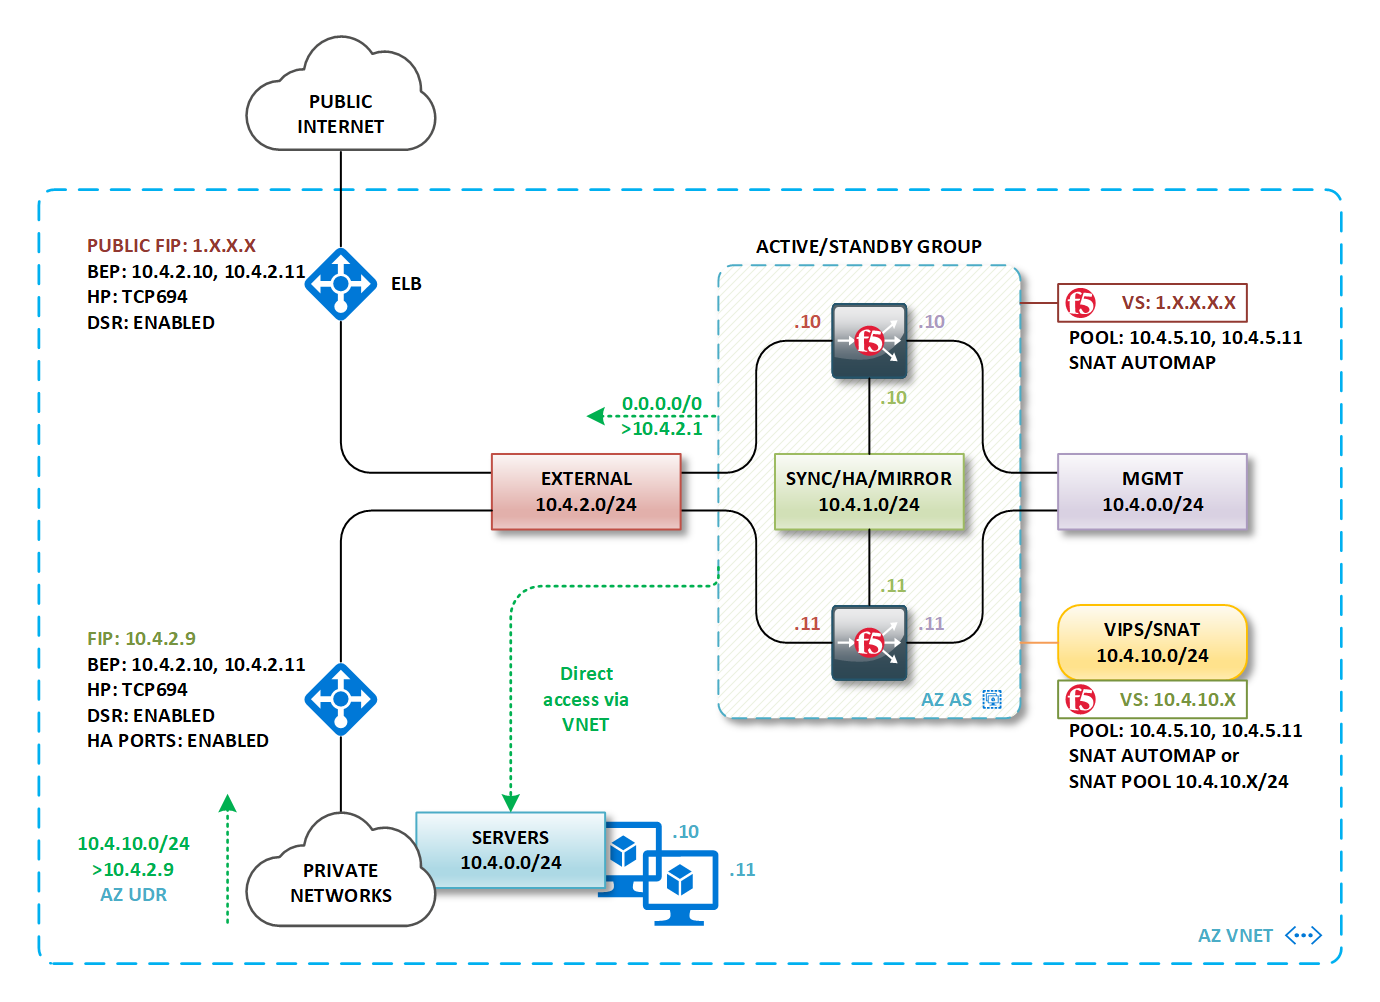 PUBLIC
INTERNET
PUBLIC FIP: 1.X.X.X
BEP: 10.4.2.10, 10.4.2.11
HP: TCP694
DSR: ENABLED
ELB
ACTIVE/STANDBY GROUP
.10
f5
.10
.10
f5
VS: 1.X.X.X.X
POOL: 10.4.5.10, 10.4.5.11
SNAT AUTOMAP
0.0.0.0/0
>10.4.2.1
EXTERNAL
10.4.2.0/24
SYNC/HA/MIRROR
10.4.1.0/24
MGMT
10.4.0.0/24
.11
.11
f5
.11
AZ AS
VIPS/SNAT
10.4.10.0/24
f5
VS: 10.4.10.X
POOL: 10.4.5.10, 10.4.5.11
SNAT AUTOMAP or
SNAT POOL 10.4.10.X/24
FIP: 10.4.2.9
BEP: 10.4.2.10, 10.4.2.11
HP: TCP694
DSR: ENABLED
HA PORTS: ENABLED
Direct
access via
VNET
10.4.10.0/24
>10.4.2.9
AZ UDR
PRIVATE
NETWORKS
SERVERS
10.4.0.0/24
.10
.11
AZ VNET